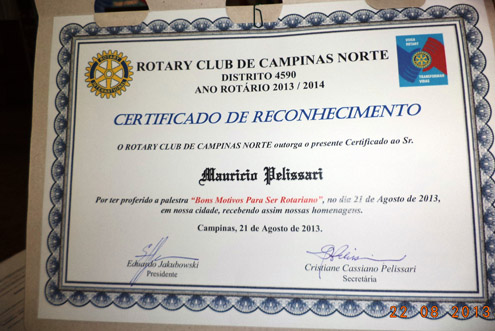 ROTARY CLUB DE CAMPINAS NORTE
DISTRITO 4590
ANO ROTÁRIO 2013 / 2014
CERTIFICADO DE RECONHECIMENTO
O ROTARY CLUB DE CAMPINAS NORTE outorga o presente Certificado ao Sr.
Mauricio Pelissari
Por ter proferido a palestra “Bons Motivos Para Ser Rotariano”, no dia 21 de Agosto de 2013,
em nossa cidade, recebendo assim nossas homenagens.
Campinas, 21 de Agosto de 2013.
Eduardo Jakubowski
Presidente
Cristiane Cassiano Pelissari
Secretária
22 08 2013